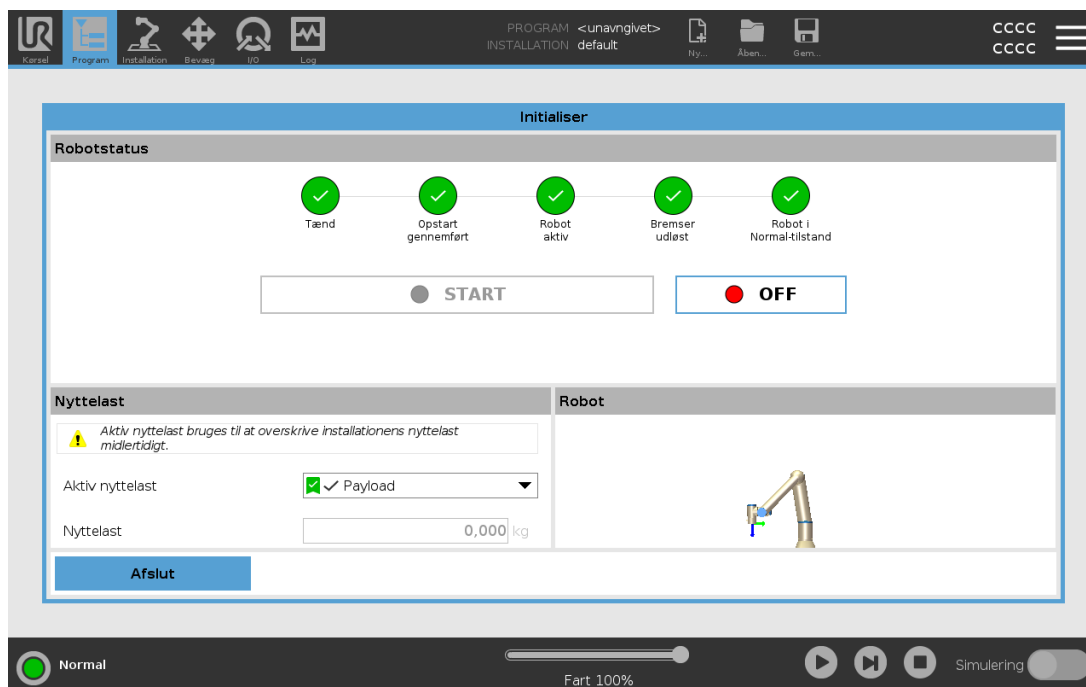 PROGRAM <unavngivet>
INSTALLATION default
CCCC
CCCC
UR
Kørsel
Program
Installation
Bevæg
I/O
Log
Ny...
Åben...
Gem...
Initialiser
Robotstatus
Tænd
Opstart
gennemført
Robot
aktiv
Bremser
udløst
Robot i
Normal-tilstand
START
OFF
Nyttelast
Robot
Aktiv nyttelast bruges til at overskrive installationens nyttelast
midlertidigt.
Aktiv nyttelast
Payload
Nyttelast
0,000 kg
Afslut
Normal
Fart 100%
Simulering